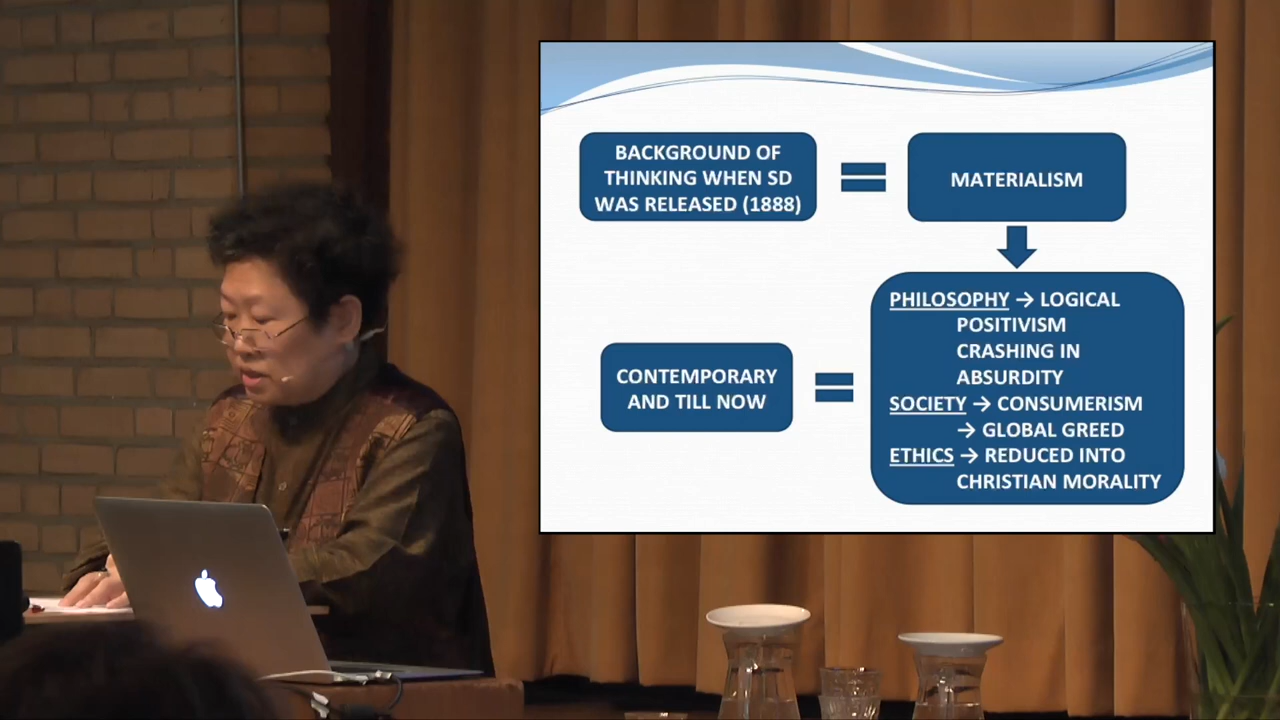 BACKGROUND OF
THINKING WHEN SD
WAS RELEASED (1888)
MATERIALISM
CONTEMPORARY
AND TILL NOW
PHILOSOPHY → LOGICAL
POSITIVISM
CRASHING IN
ABSURDITY
SOCIETY → CONSUMERISM
→ GLOBAL GREED
ETHICS → REDUCED INTO
CHRISTIAN MORALITY